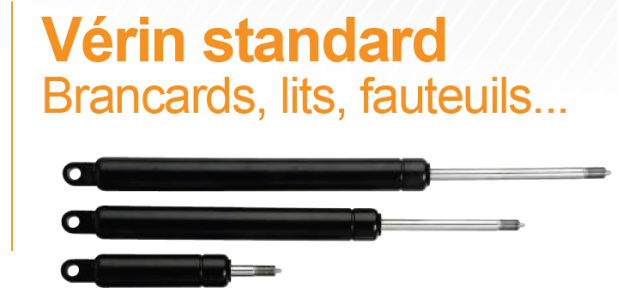 Vérin standard
Brancards, lits, fauteuils...